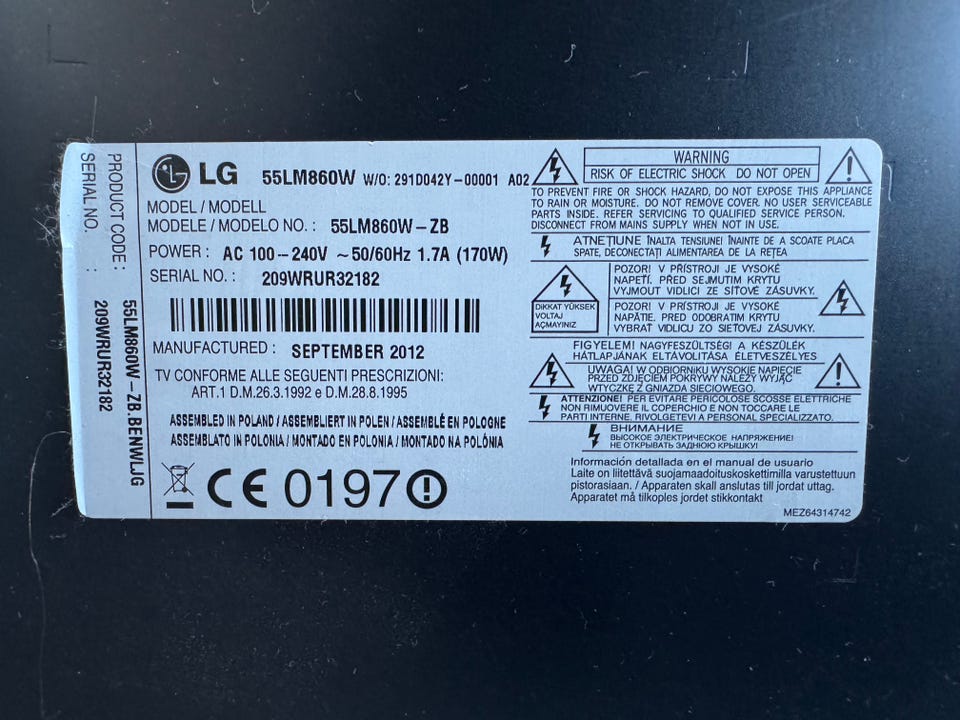 PRODUCT CODE: 55LM860W-ZB.BENWLJG
SERIAL NO. : 209WRUR32182
LG 55LM860W W/O: 291D042Y-00001 A02
MODEL / MODELL
MODELE / MODELO NO. : 55LM860W-ZB
POWER : AC 100-240V ~50/60Hz 1.7A (170W)
SERIAL NO. : 209WRUR32182
MANUFACTURED : SEPTEMBER 2012
TV CONFORME ALLE SEGUENTI PRESCRIZIONI:
ART.1 D.M.26.3.1992 e D.M.28.8.1995
ASSEMBLED IN POLAND / ASSEMBLIERT IN POLEN / ASSEMBLÉ EN POLOGNE
ASSEMBLATO IN POLONIA / MONTADO EN POLONIA / MONTADO NA POLÓNIA
CE 0197
WARNING
RISK OF ELECTRIC SHOCK DO NOT OPEN
TO PREVENT FIRE OR SHOCK HAZARD, DO NOT EXPOSE THIS APPLIANCE
TO RAIN OR MOISTURE. DO NOT REMOVE COVER. NO USER SERVICEABLE
PARTS INSIDE. REFER SERVICING TO QUALIFIED SERVICE PERSON.
DISCONNECT FROM MAINS SUPPLY WHEN NOT IN USE.
ATNEŢIUNE ÎNALTA TENSIUNE! ÎNAINTE DE A SCOATE PLACA
SPATE, DECONECTAŢI ALIMENTAREA DE LA REŢEA
DIKKAT YÜKSEK
VOLTAJ
AÇMAYINIZ
POZOR! V PŘÍSTROJI JE VYSOKÉ
NAPETÍ. PŘED SEJMUTIM KRYTU
VYJMOUT VIDLICI ZE SÍŤOVÉ ZÁSUVKY.
POZOR! V PRÍSTROJI JE VYSOKÉ
NAPÄTIE. PRED ODOBRATIM KRYTU
VYBRAŤ VIDLICU ZO SIEŤOVEJ ZÁSUVKY.
FIGYELEM! NAGYFESZÜLTSÉG! A KÉSZÜLÉK
HÁTLAPJÁNAK ELTÁVOLÍTÁSA ÉLETVESZÉLYES
UWAGA! W ODBIORNIKU WYSOKIE NAPIĘCIE
PRZED ZDJĘCIEM POKRYWY NALEŻY WYJĄĆ
WTYCZKĘ Z GNIAZDA SIECIOWEGO.
ATTENZIONE! PER EVITARE PERICOLOSE SCOSSE ELETTRICHE
NON RIMUOVERE IL COPERCHIO E NON TOCCARE LE
PARTI INTERNE. RIVOLGETEVI A PERSONAL SPECIALIZZATO.
ВНИМАНИЕ
ВЫСОКОЕ ЭЛЕКТРИЧЕСКОЕ НАПРЯЖЕНИЕ!
НЕ ОТКРЫВАТЬ ЗАДНЮЮ КРЫШКУ!
Información detallada en el manual de usuario
Laite on liitettävä suojamaadoituskoskettimilla varustettuun
pistorasiaan. / Apparaten skall anslutas till jordat uttag.
Apparatet må tilkoples jordet stikkontakt
MEZ64314742